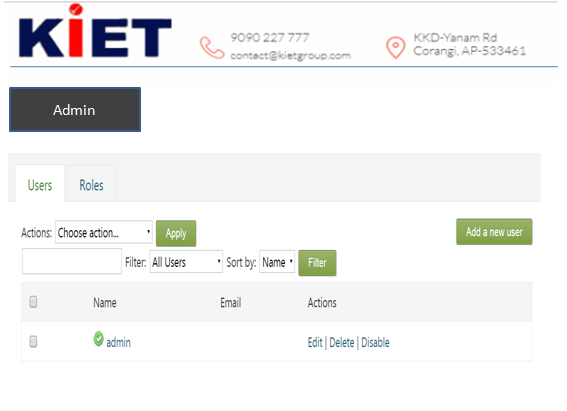 KiET
9090 227 777
contact@kietgroup.com
KKD-Yanam Rd
Corangi, AP-533461
Admin
Users Roles
Actions: Choose action... Apply Add a new user
Filter: All Users Sort by: Name Filter
Name Email Actions
admin Edit | Delete | Disable